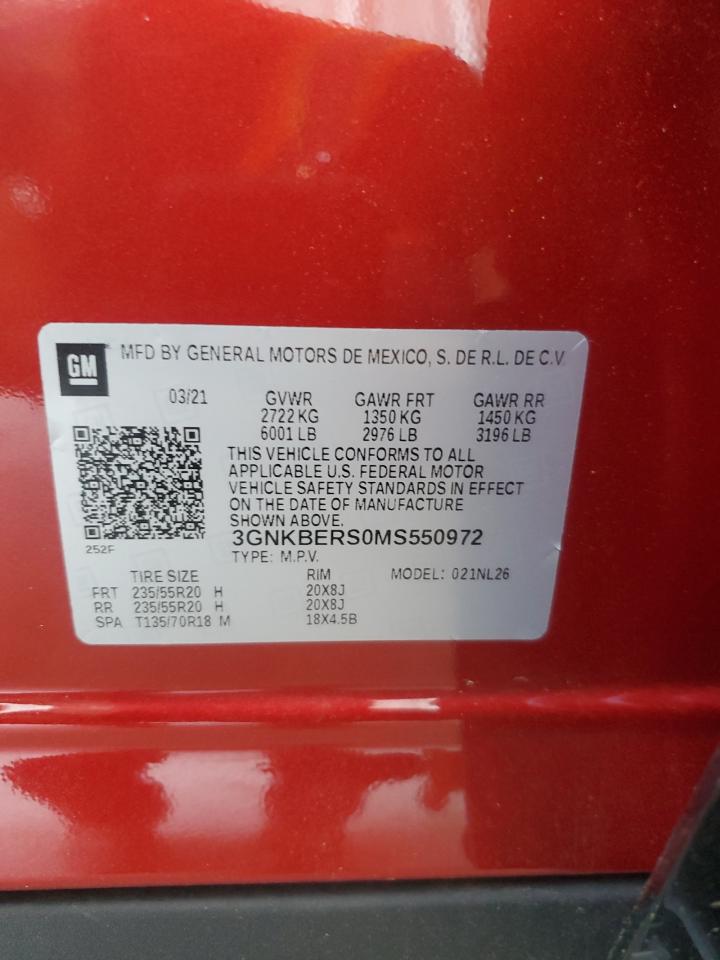 GM MFD BY GENERAL MOTORS DE MEXICO, S. DE R.L. DE C.V.
03/21 GVWR GAWR FRT GAWR RR
2722 KG 1350 KG 1450 KG
6001 LB 2976 LB 3196 LB
THIS VEHICLE CONFORMS TO ALL
APPLICABLE U.S. FEDERAL MOTOR
VEHICLE SAFETY STANDARDS IN EFFECT
ON THE DATE OF MANUFACTURE
SHOWN ABOVE.
3GNKBERS0MS550972
252F
TYPE: M.P.V.
TIRE SIZE RIM MODEL: 021NL26
FRT 235/55R20 H 20X8J
RR 235/55R20 H 20X8J
SPA T135/70R18 M 18X4.5B